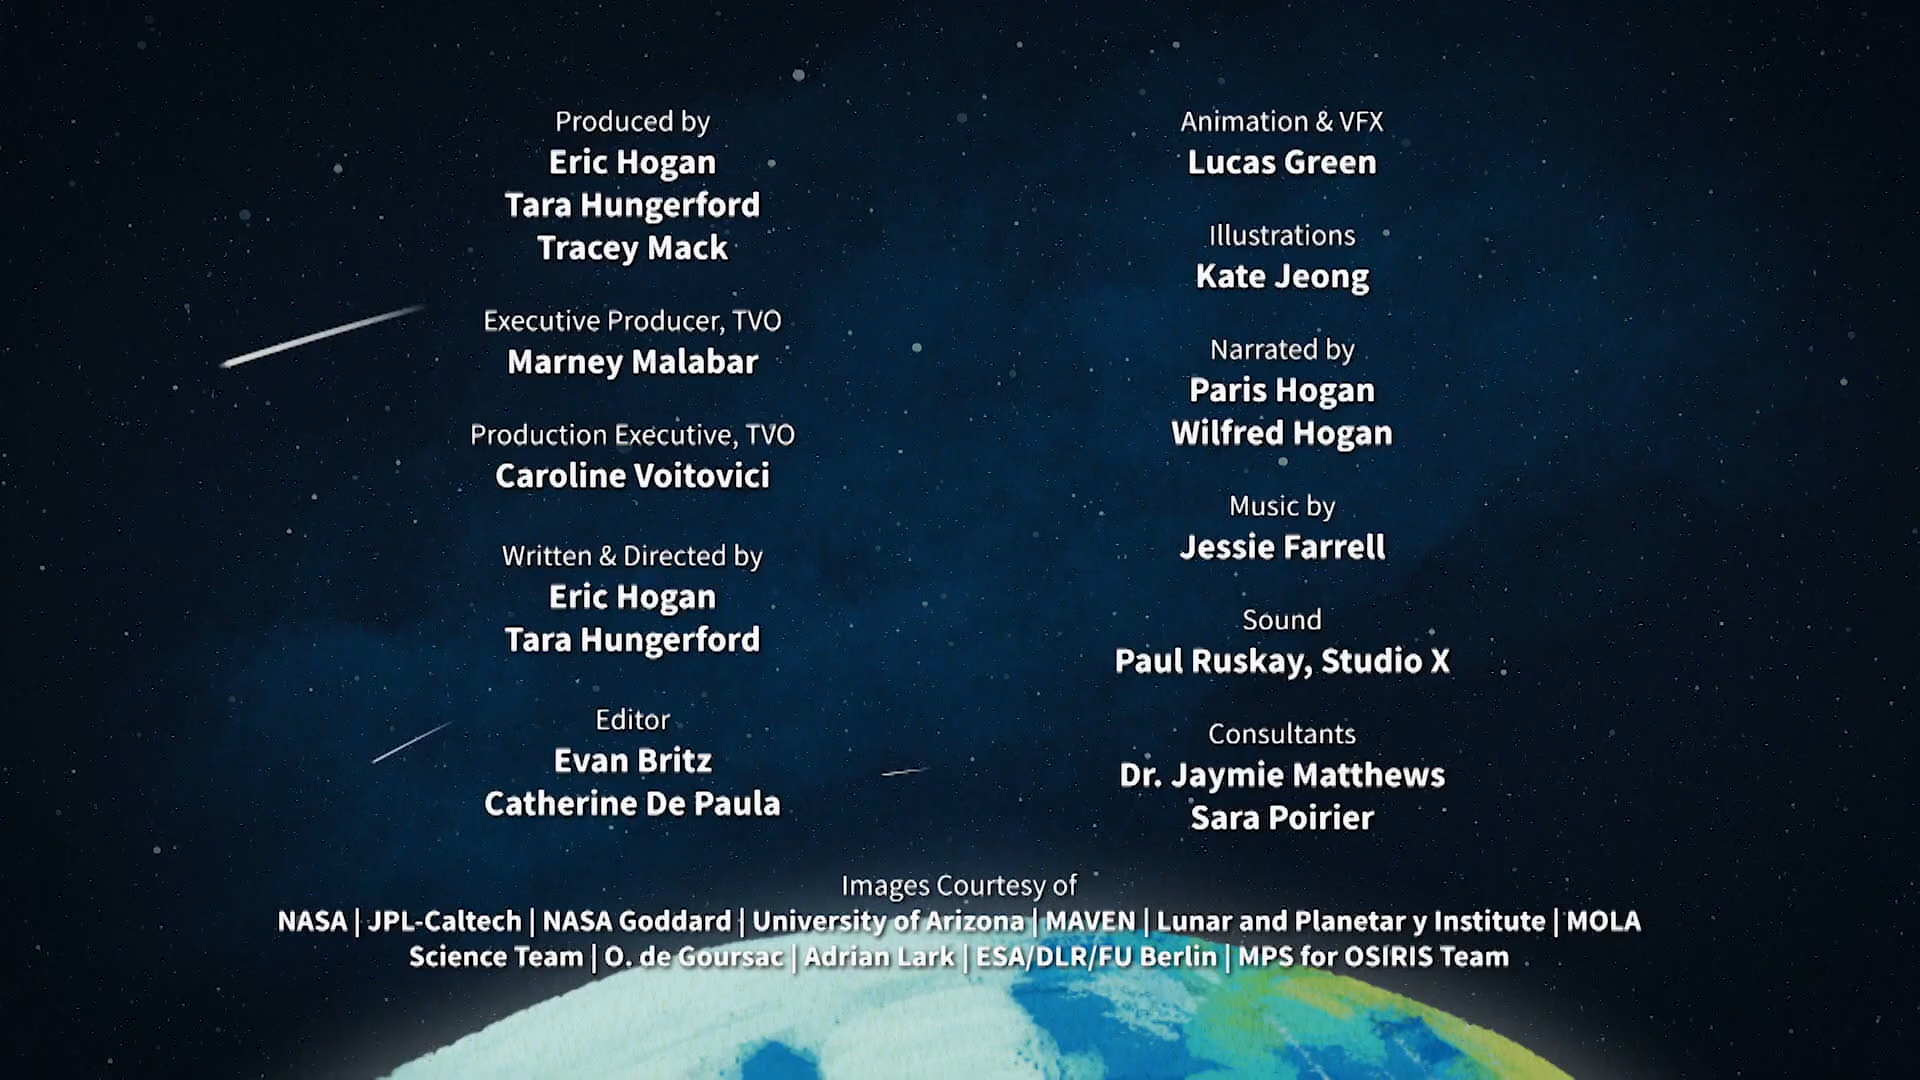 Produced by
Eric Hogan
Tara Hungerford
Tracey Mack
Executive Producer, TVO
Marney Malabar
Production Executive, TVO
Caroline Voitovici
Written & Directed by
Eric Hogan
Tara Hungerford
Editor
Evan Britz
Catherine De Paula
Animation & VFX
Lucas Green
Illustrations
Kate Jeong
Narrated by
Paris Hogan
Wilfred Hogan
Music by
Jessie Farrell
Sound
Paul Ruskay, Studio X
Consultants
Dr. Jaymie Matthews
Sara Poirier
Images Courtesy of
NASA | JPL-Caltech | NASA Goddard | University of Arizona | MAVEN | Lunar and Planetar y Institute | MOLA
Science Team | O. de Goursac | Adrian Lark | ESA/DLR/FU Berlin | MPS for OSIRIS Team